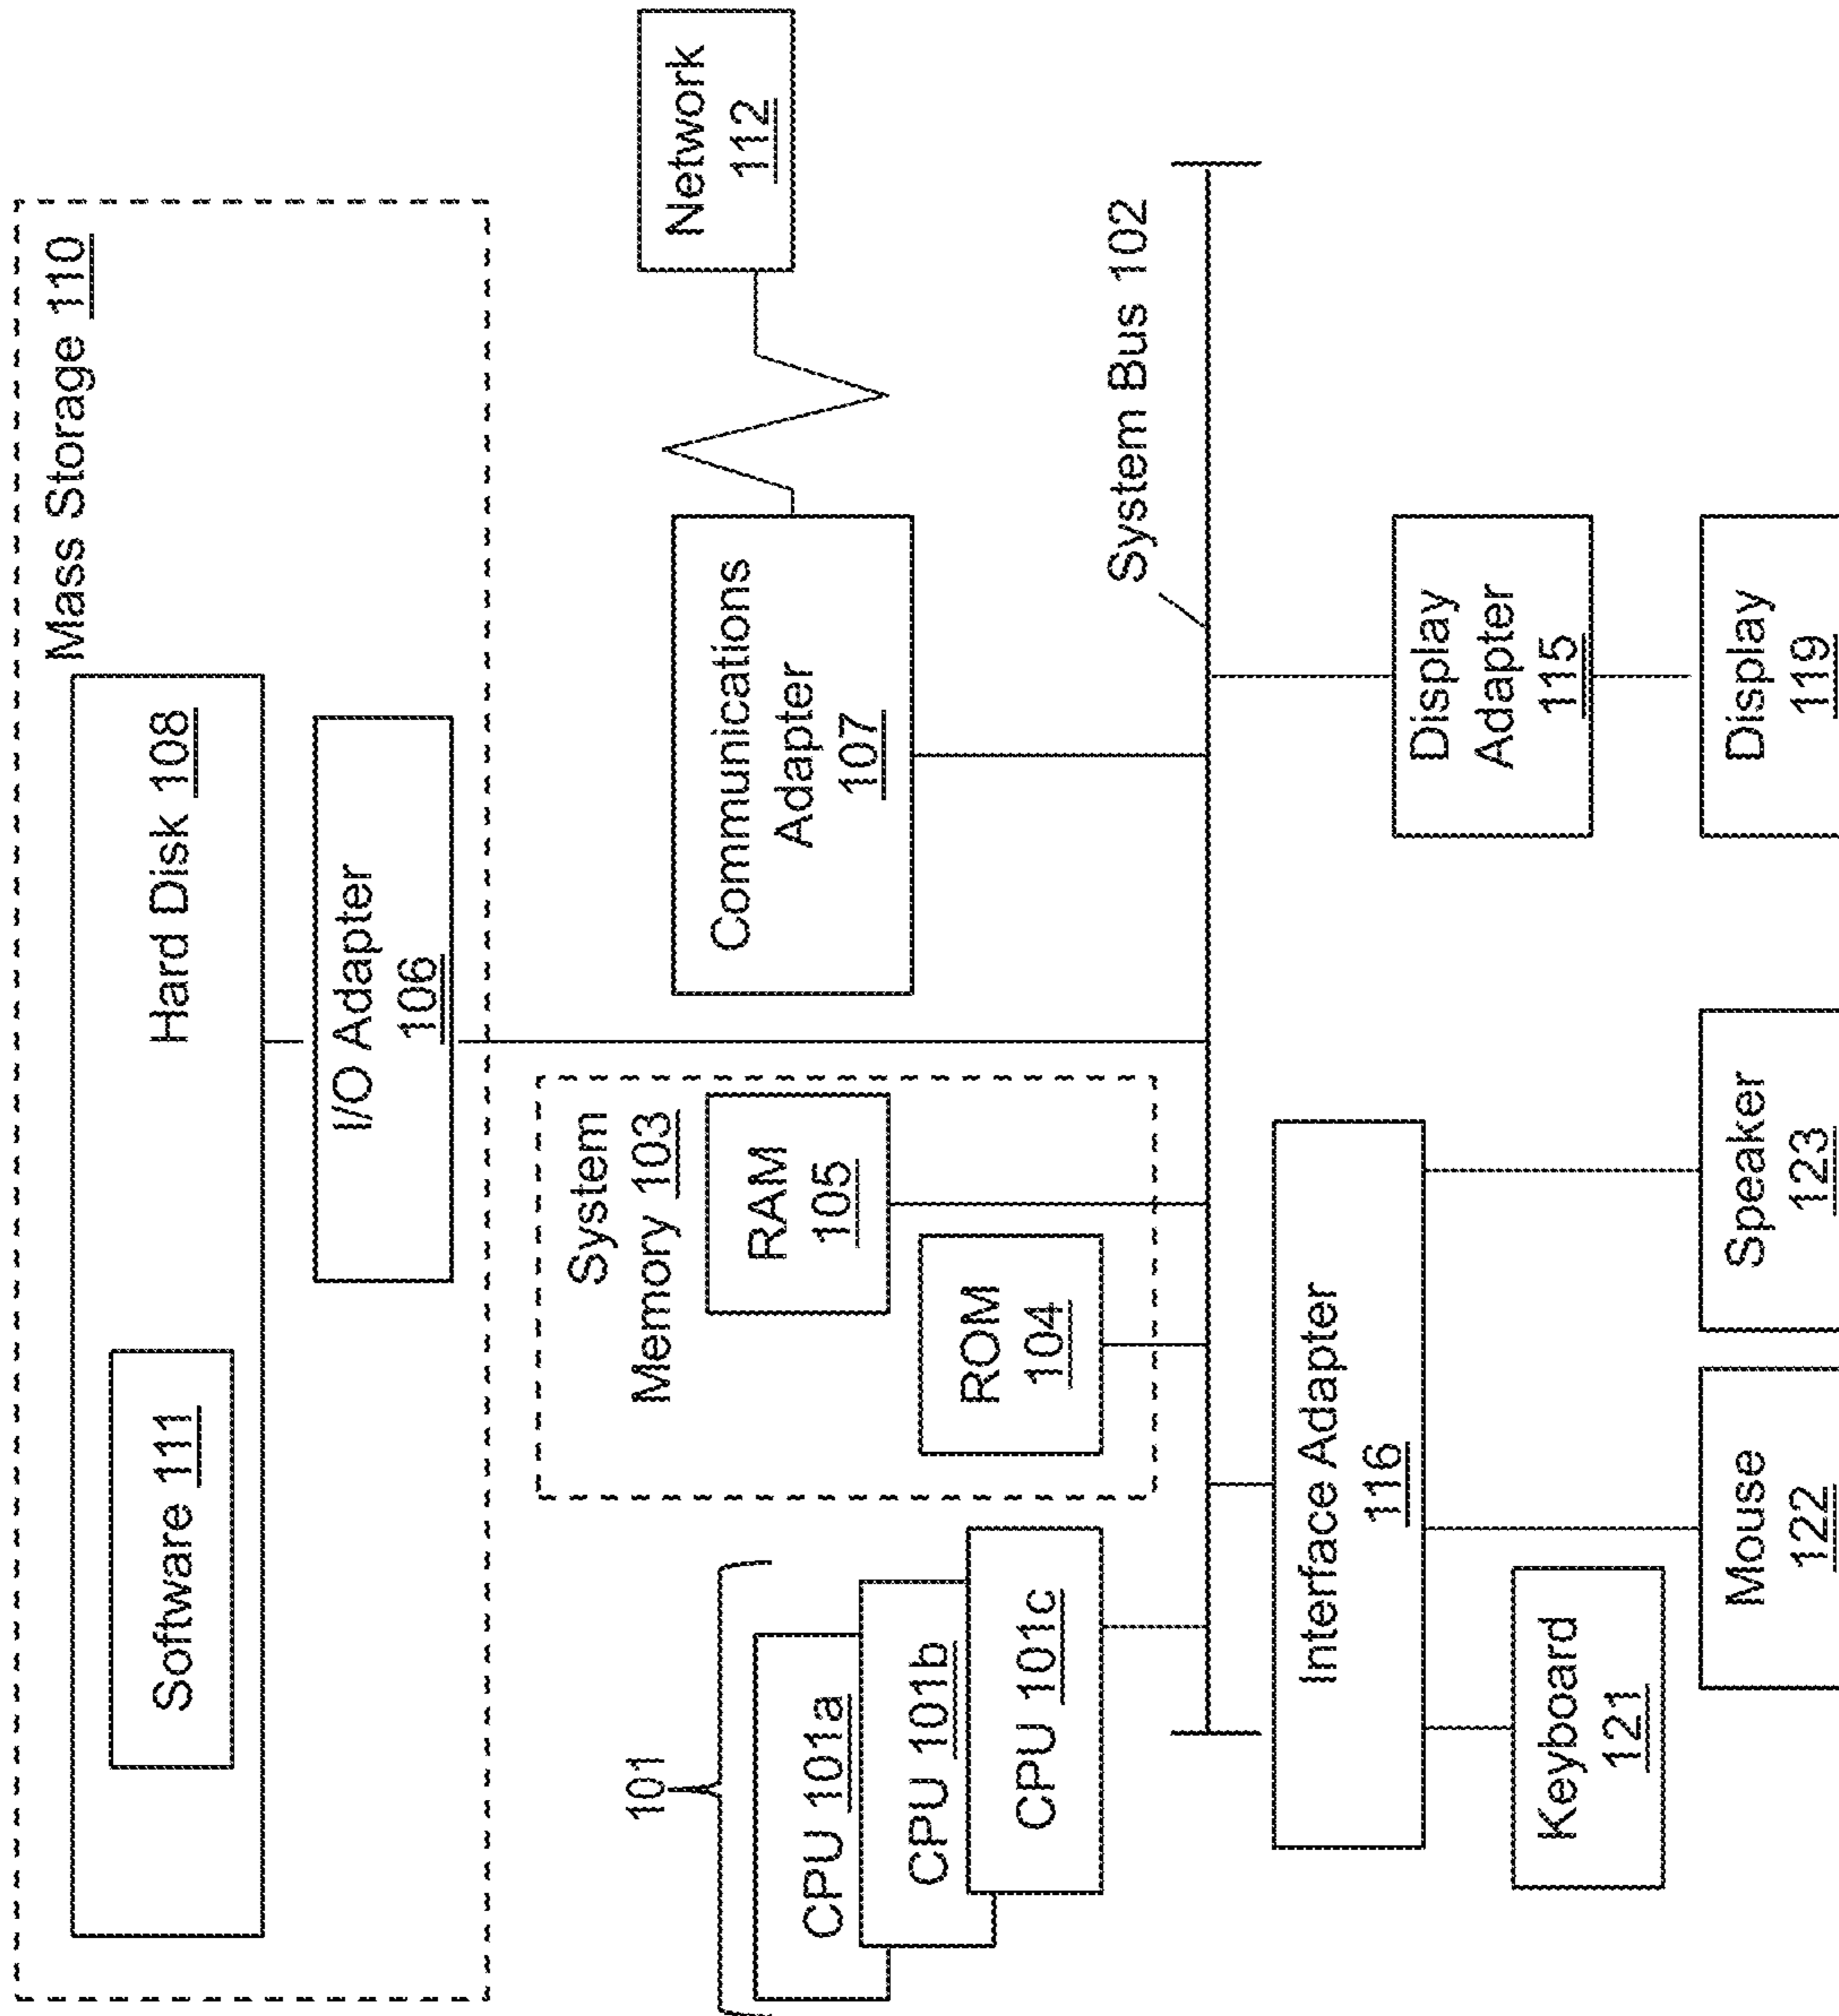 Mass Storage 110
Hard Disk 108
Software 111
I/O Adapter
106
Network
112
Communications
Adapter
107
System
Memory 103
RAM
105
ROM
104
101
CPU 101a
CPU 101b
CPU 101c
System Bus 102
Interface Adapter
116
Display
Adapter
115
Keyboard
121
Mouse
122
Speaker
123
Display
119